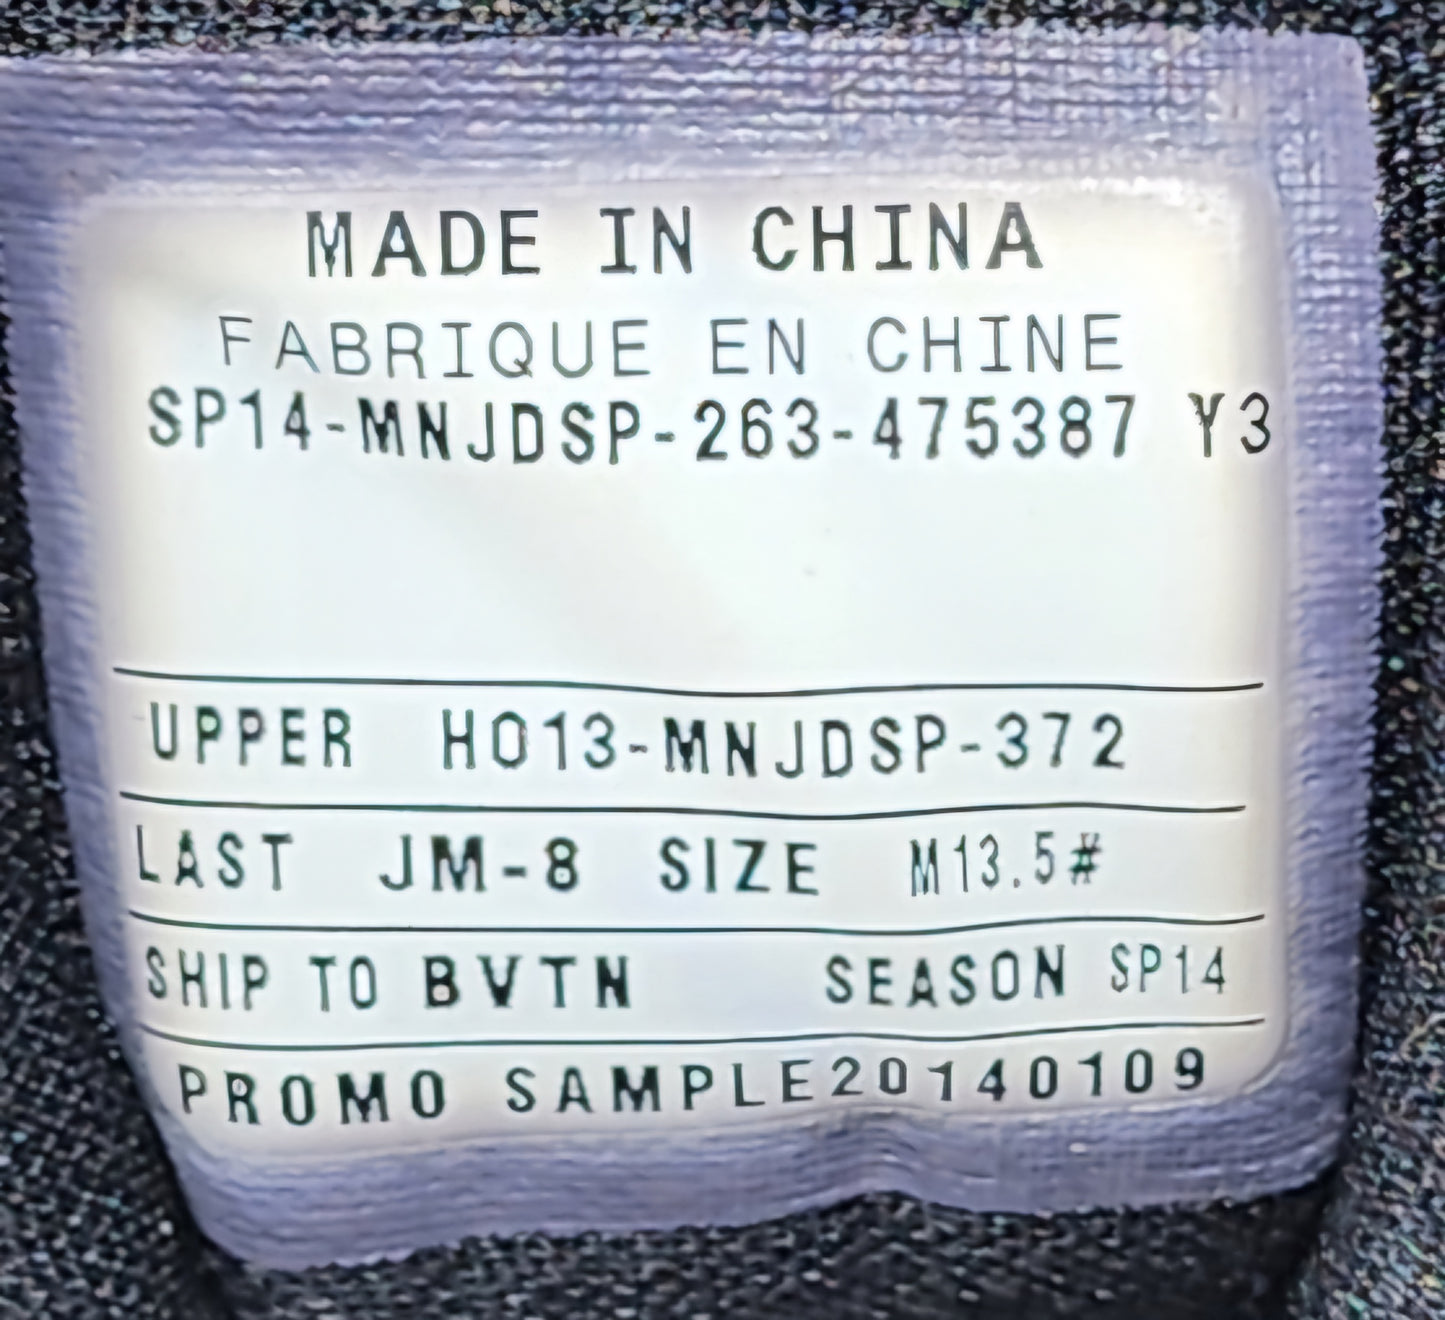 MADE IN CHINA
FABRIQUE EN CHINE
SP14-MNJDSP-263-475387 Y3
UPPER HO13-MNJDSP-372
LAST JM-8 SIZE M13.5#
SHIP TO BVTN SEASON SP14
PROMO SAMPLE20140109